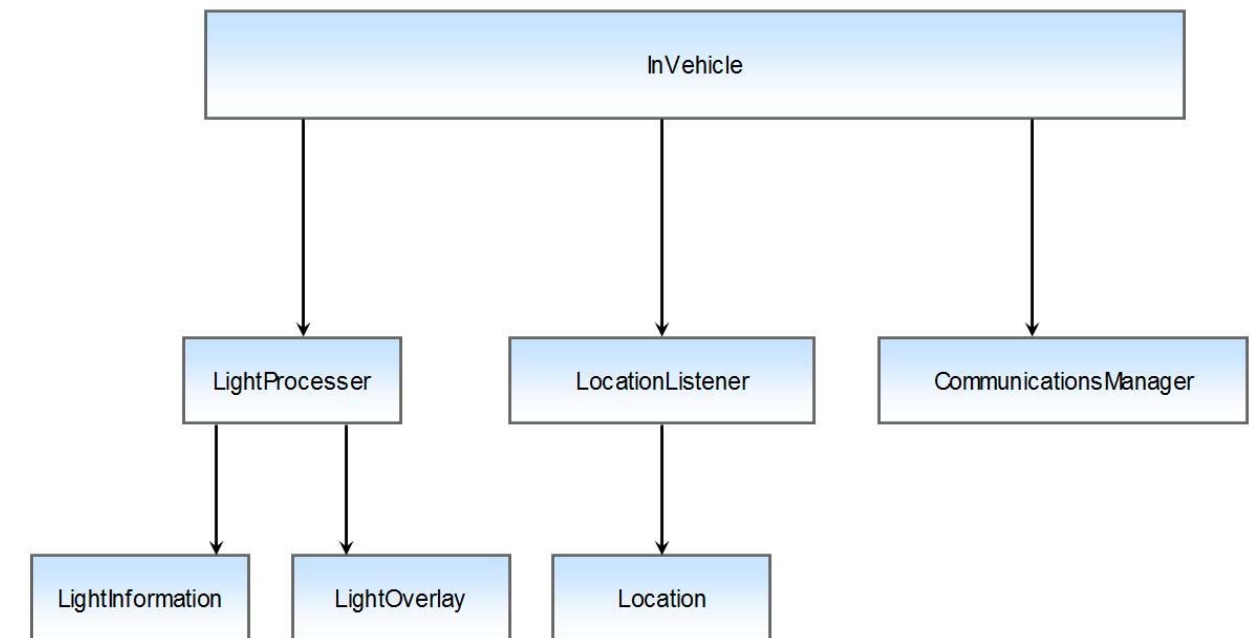 InVehicle
LightProcesser
LocationListener
CommunicationsManager
LightInformation
LightOverlay
Location